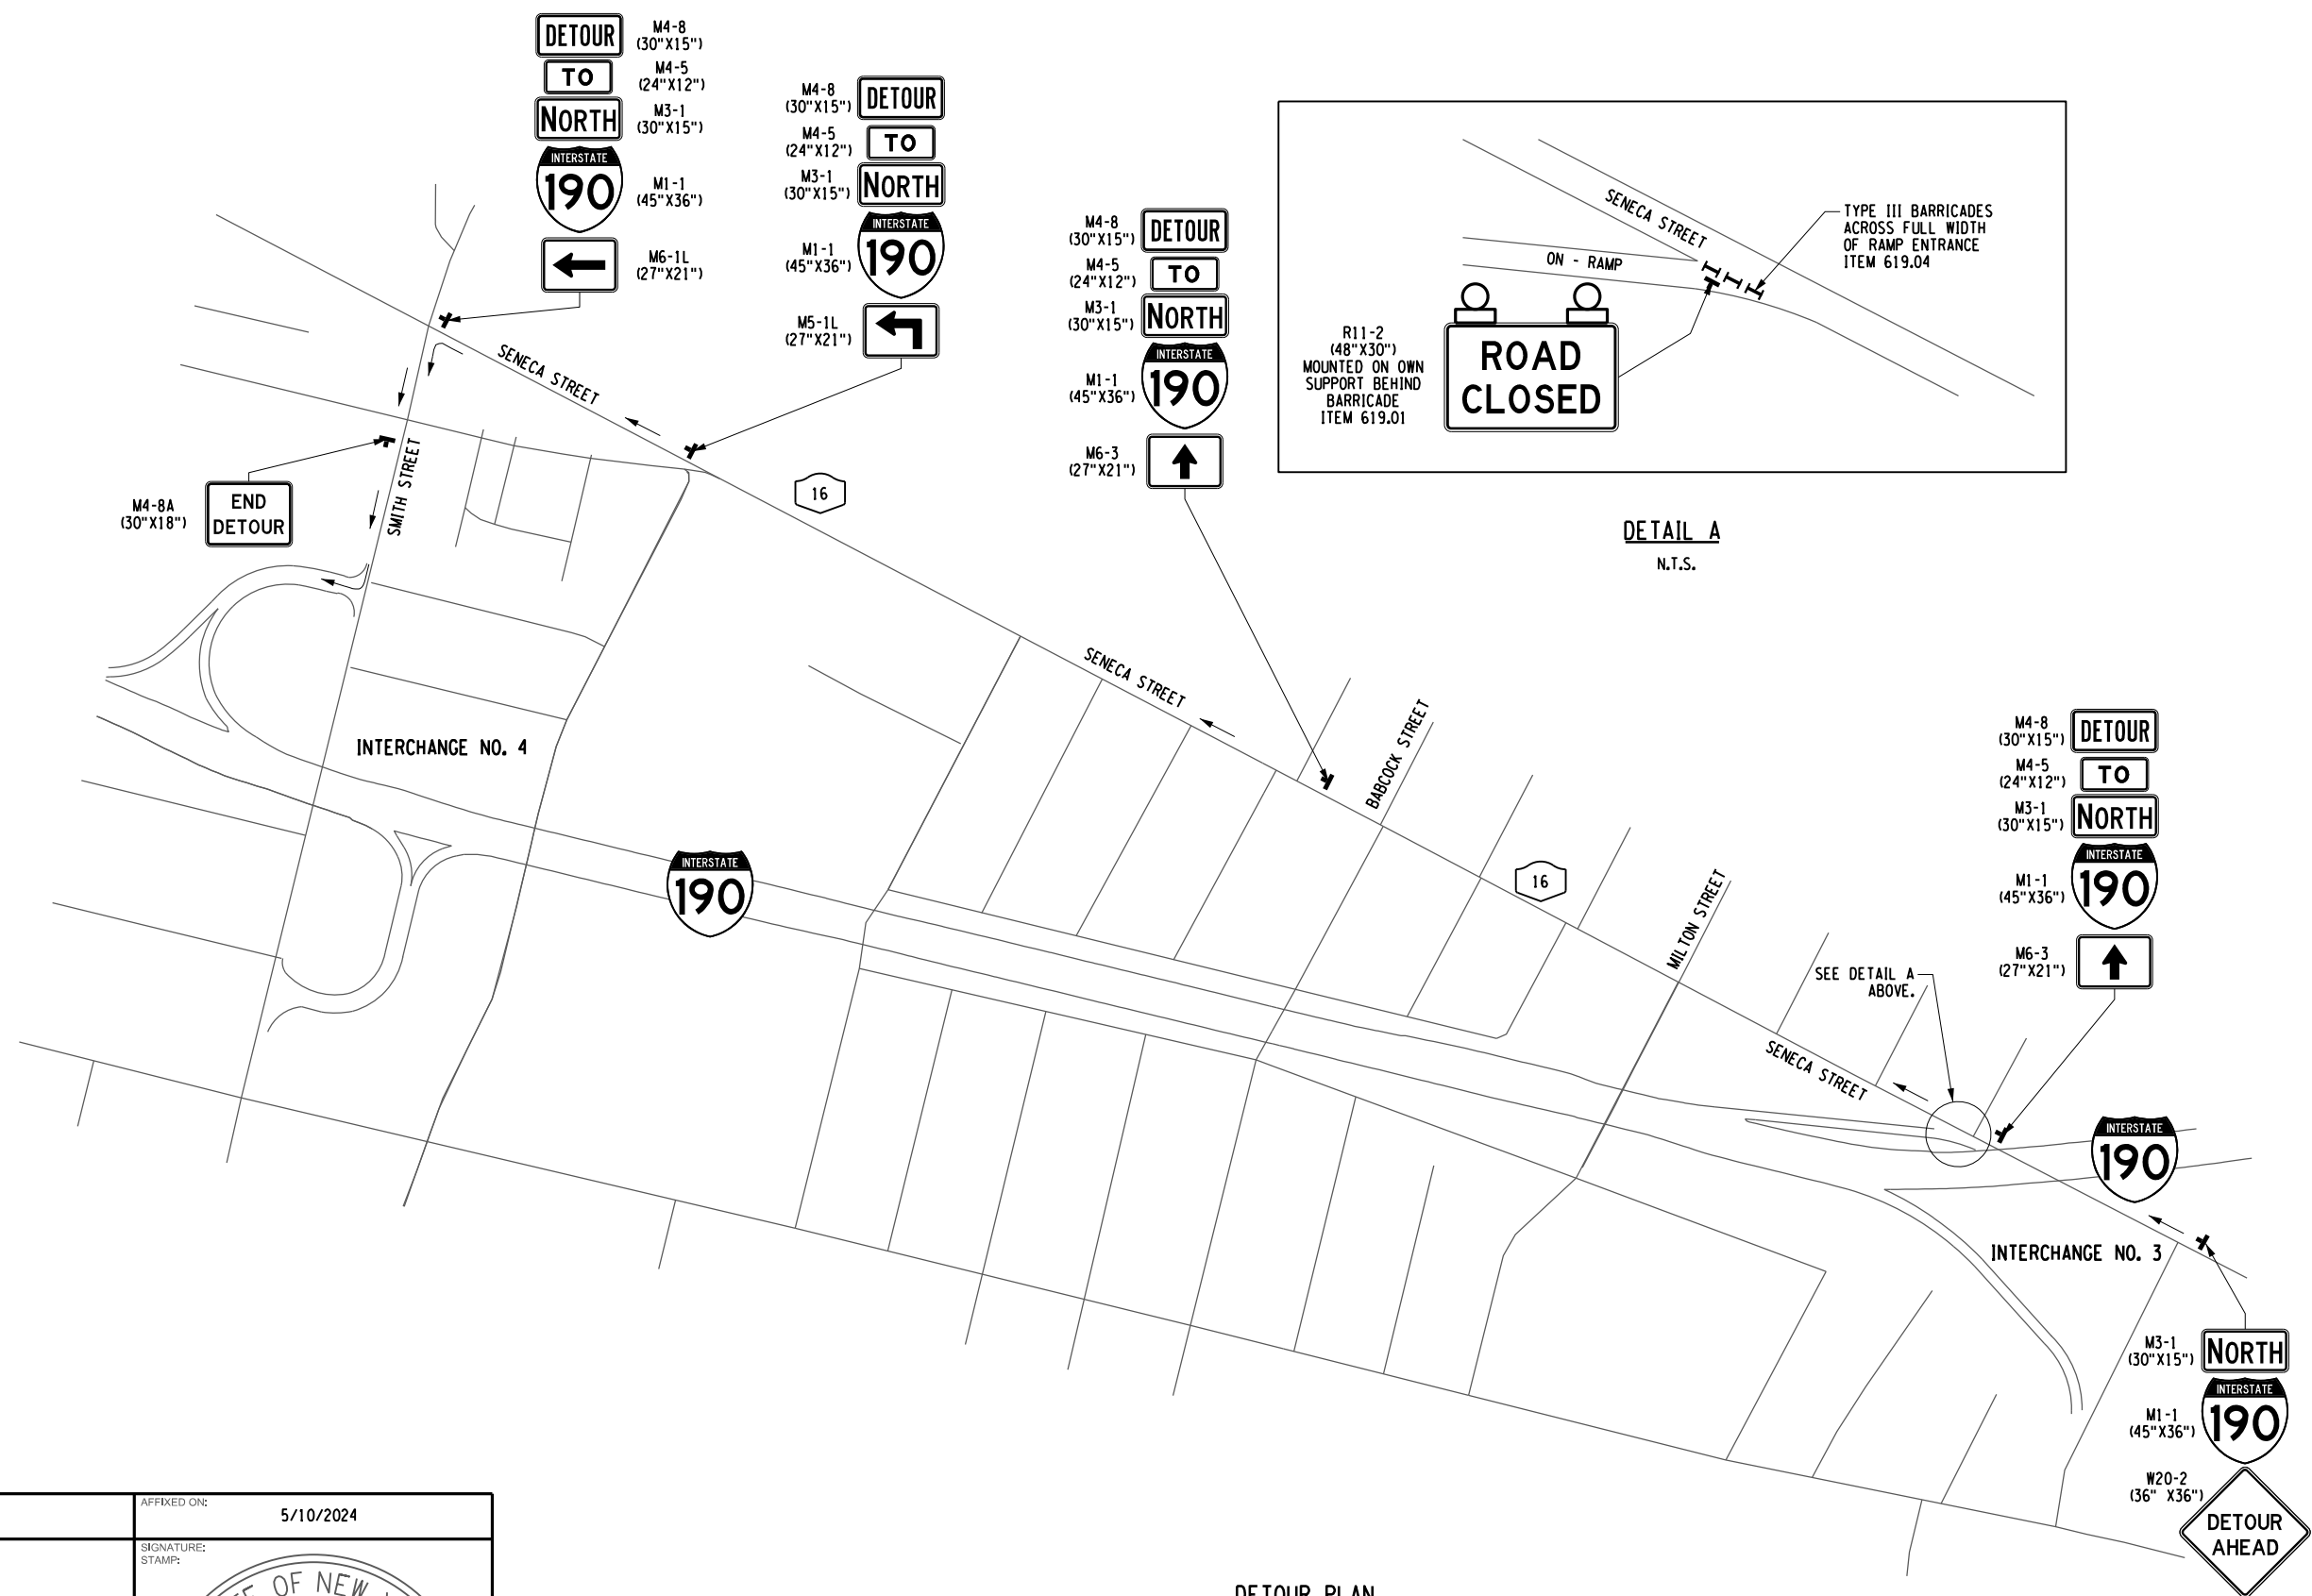 DETOUR
M4-8
(30"X15")
TO
M4-5
(24"X12")
NORTH
M3-1
(30"X15")
INTERSTATE
190
M1-1
(45"X36")
M6-1L
(27"X21")
M4-8
(30"X15")
DETOUR
M4-5
(24"X12")
TO
M3-1
(30"X15")
NORTH
M1-1
(45"X36")
INTERSTATE
190
M5-1L
(27"X21")
M4-8
(30"X15")
DETOUR
M4-5
(24"X12")
TO
M3-1
(30"X15")
NORTH
M1-1
(45"X36")
INTERSTATE
190
M6-3
(27"X21")
SENECA STREET
ON - RAMP
TYPE III BARRICADES
ACROSS FULL WIDTH
OF RAMP ENTRANCE
ITEM 619.04
R11-2
(48"X30")
MOUNTED ON OWN
SUPPORT BEHIND
BARRICADE
ITEM 619.01
ROAD
CLOSED
DETAIL A
N.T.S.
SENECA STREET
SMITH STREET
M4-8A
(30"X18")
END
DETOUR
16
SENECA STREET
BABCOCK STREET
INTERCHANGE NO. 4
INTERSTATE
190
16
MILTON STREET
M4-8
(30"X15")
DETOUR
M4-5
(24"X12")
TO
M3-1
(30"X15")
NORTH
M1-1
(45"X36")
INTERSTATE
190
M6-3
(27"X21")
SEE DETAIL A
ABOVE.
SENECA STREET
INTERSTATE
190
INTERCHANGE NO. 3
M3-1
(30"X15")
NORTH
M1-1
(45"X36")
INTERSTATE
190
W20-2
(36" X36")
DETOUR
AHEAD
AFFIXED ON:
5/10/2024
SIGNATURE:
STAMP:
OF NEW
DETOUR PLAN